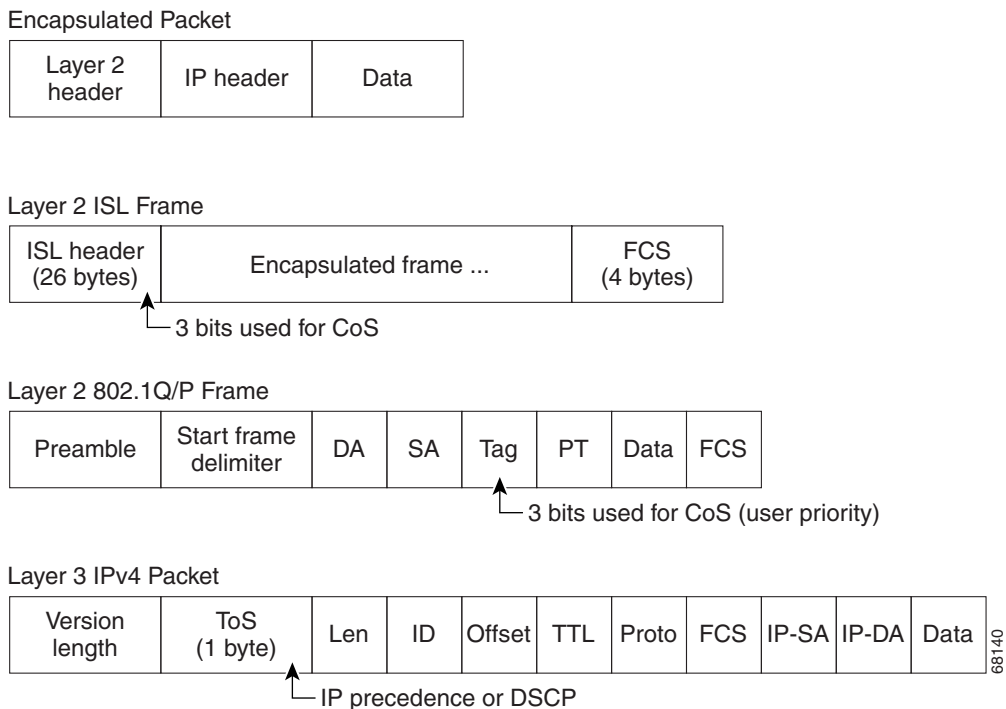 Encapsulated Packet
Layer 2
header
IP header
Data
Layer 2 ISL Frame
ISL header
(26 bytes)
Encapsulated frame ...
FCS
(4 bytes)
3 bits used for CoS
Layer 2 802.1Q/P Frame
Preamble
Start frame
delimiter
DA
SA
Tag
PT
Data
FCS
3 bits used for CoS (user priority)
Layer 3 IPv4 Packet
Version
length
ToS
(1 byte)
Len
ID
Offset
TTL
Proto
FCS
IP-SA
IP-DA
Data
68140
IP precedence or DSCP